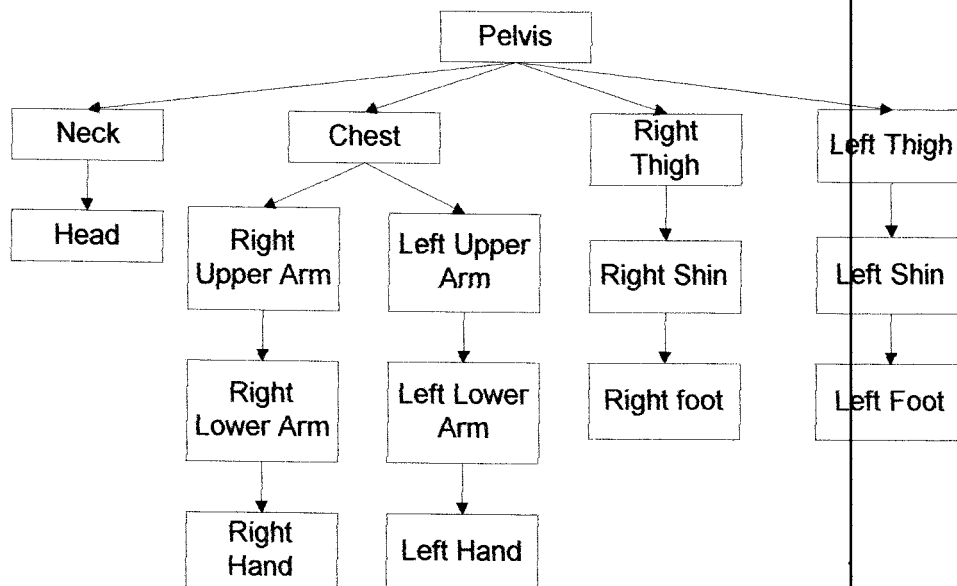 Pelvis
Neck
Chest
Right
Thigh
Left Thigh
Head
Right
Upper Arm
Left Upper
Arm
Right Shin
Left Shin
Right
Lower Arm
Left Lower
Arm
Right foot
Left Foot
Right
Hand
Left Hand